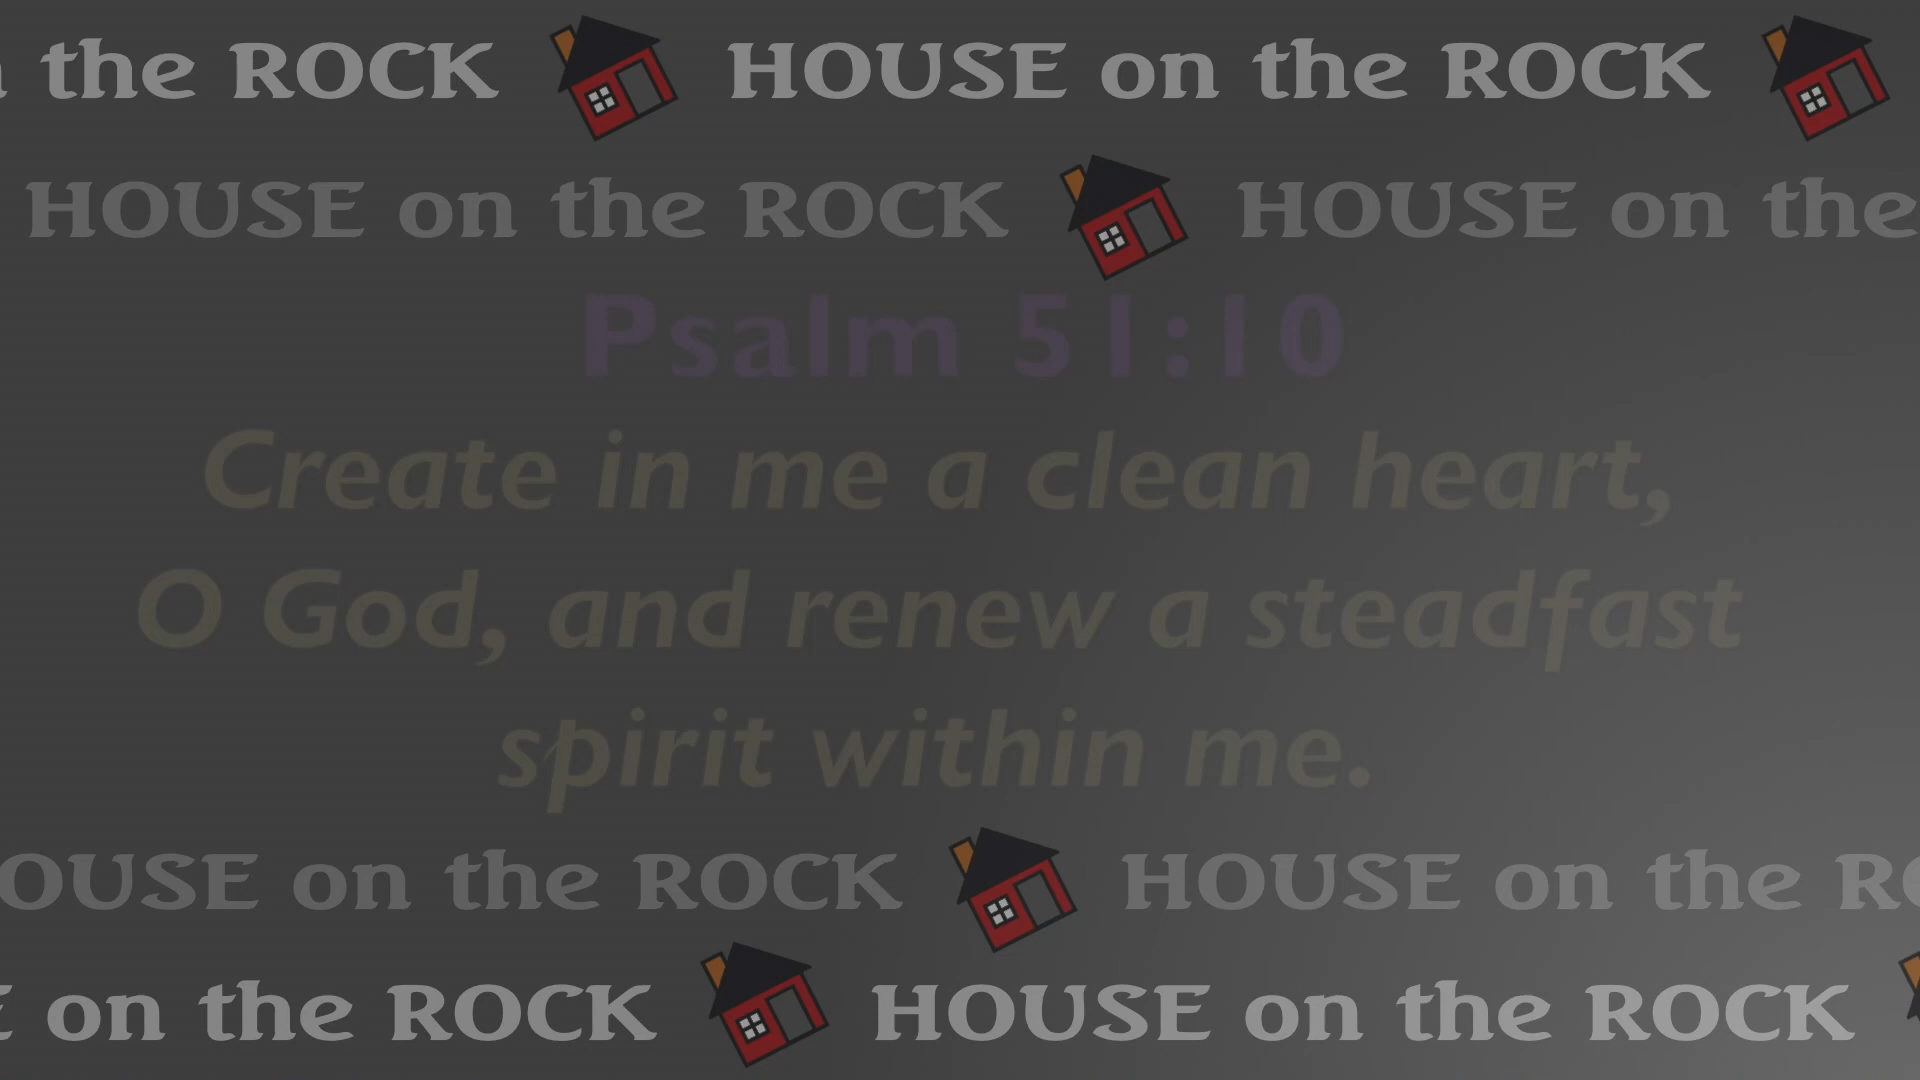 the ROCK HOUSE on the ROCK
HOUSE on the ROCK HOUSE on the
Psalm 51:10
Create in me a clean heart,
O God, and renew a steadfast
spirit within me.
OUSE on the ROCK HOUSE on the RO
E on the ROCK HOUSE on the ROCK